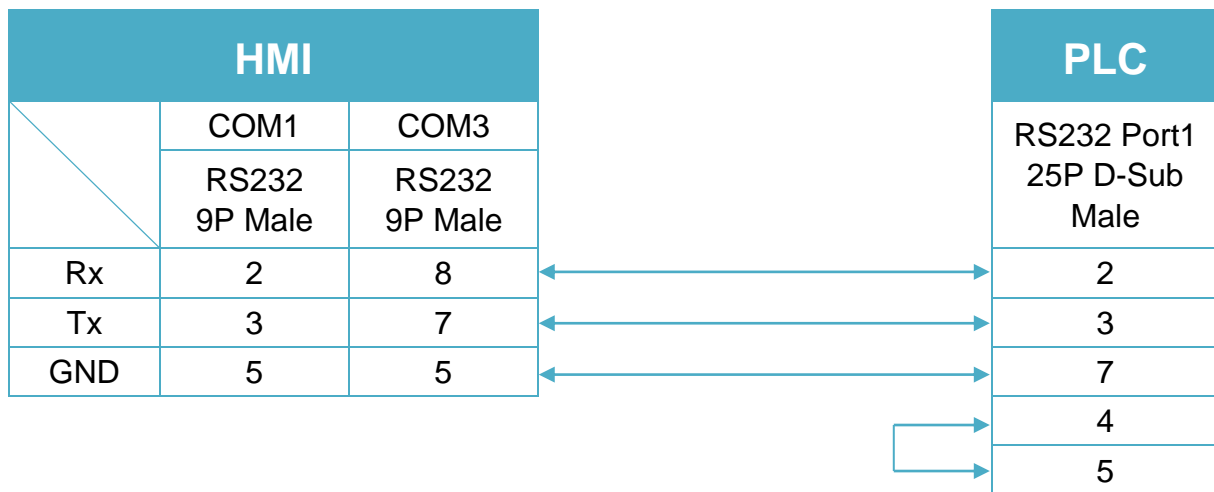 HMI
PLC
COM1
COM3
RS232 Port1
25P D-Sub
Male
RS232
9P Male
RS232
9P Male
Rx
2
8
2
Tx
3
7
3
GND
5
5
7
4
5